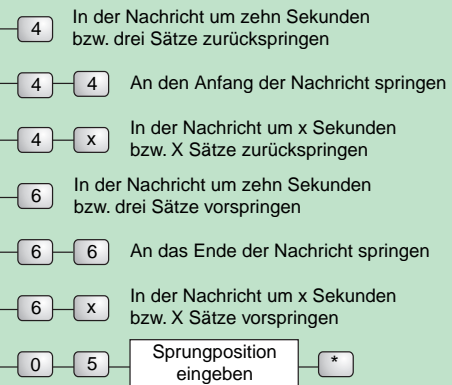 4 In der Nachricht um zehn Sekunden
bzw. drei Sätze zurückspringen
4 4 An den Anfang der Nachricht springen
4 x In der Nachricht um x Sekunden
bzw. X Sätze zurückspringen
6 In der Nachricht um zehn Sekunden
bzw. drei Sätze vorspringen
6 6 An das Ende der Nachricht springen
6 x In der Nachricht um x Sekunden
bzw. X Sätze vorspringen
0 5 Sprungposition *
eingeben